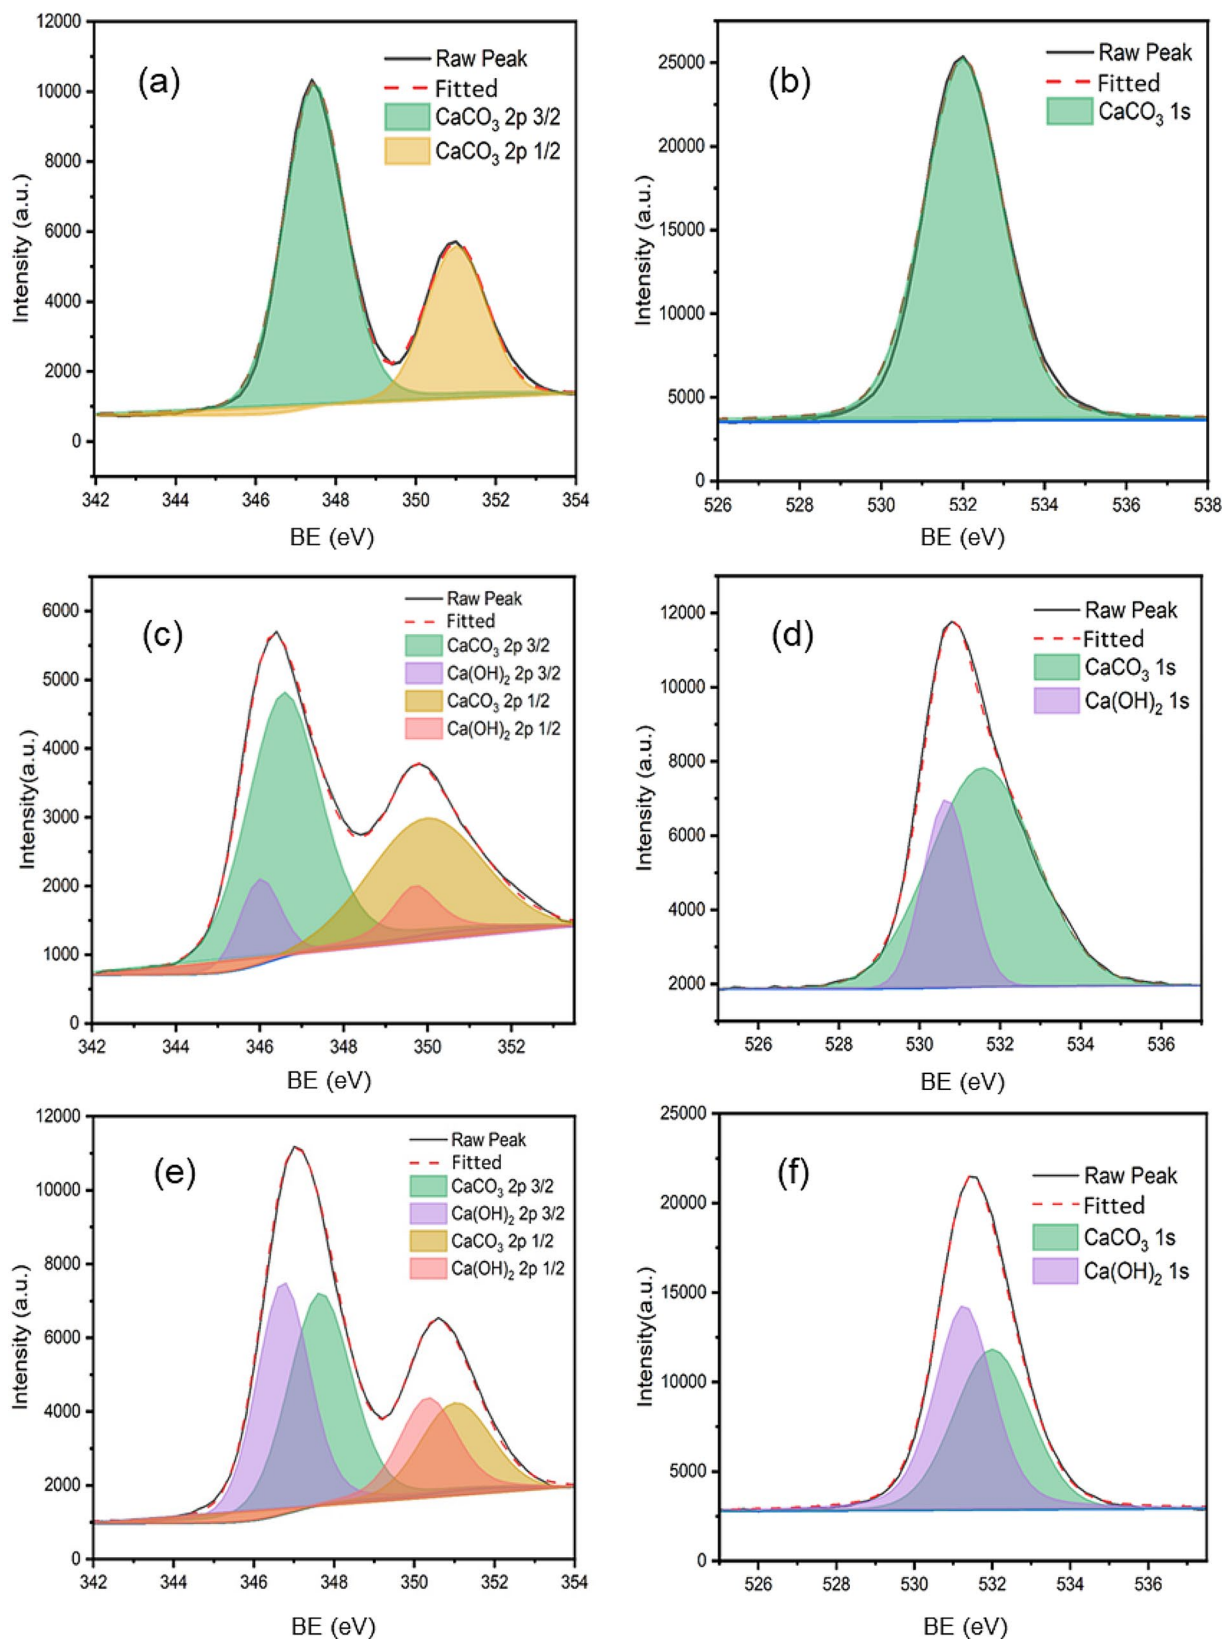 12000
10000
8000
6000
4000
2000
0
Intensity (a.u.)
(a)
Raw Peak
Fitted
CaCO3 2p 3/2
CaCO3 2p 1/2
342 344 346 348 350 352 354
BE (eV)
25000
20000
15000
10000
5000
0
Intensity (a.u.)
(b)
Raw Peak
Fitted
CaCO3 1s
526 528 530 532 534 536 538
BE (eV)
6000
5000
4000
3000
2000
1000
0
Intensity(a.u.)
(c)
Raw Peak
Fitted
CaCO3 2p 3/2
Ca(OH)2 2p 3/2
CaCO3 2p 1/2
Ca(OH)2 2p 1/2
342 344 346 348 350 352
BE (eV)
12000
10000
8000
6000
4000
2000
Intensity (a.u.)
(d)
Raw Peak
Fitted
CaCO3 1s
Ca(OH)2 1s
526 528 530 532 534 536
BE (eV)
12000
10000
8000
6000
4000
2000
0
Intensity (a.u.)
(e)
Raw Peak
Fitted
CaCO3 2p 3/2
Ca(OH)2 2p 3/2
CaCO3 2p 1/2
Ca(OH)2 2p 1/2
342 344 346 348 350 352 354
BE (eV)
25000
20000
15000
10000
5000
0
Intensity(a.u.)
(f)
Raw Peak
Fitted
CaCO3 1s
Ca(OH)2 1s
526 528 530 532 534 536
BE (eV)